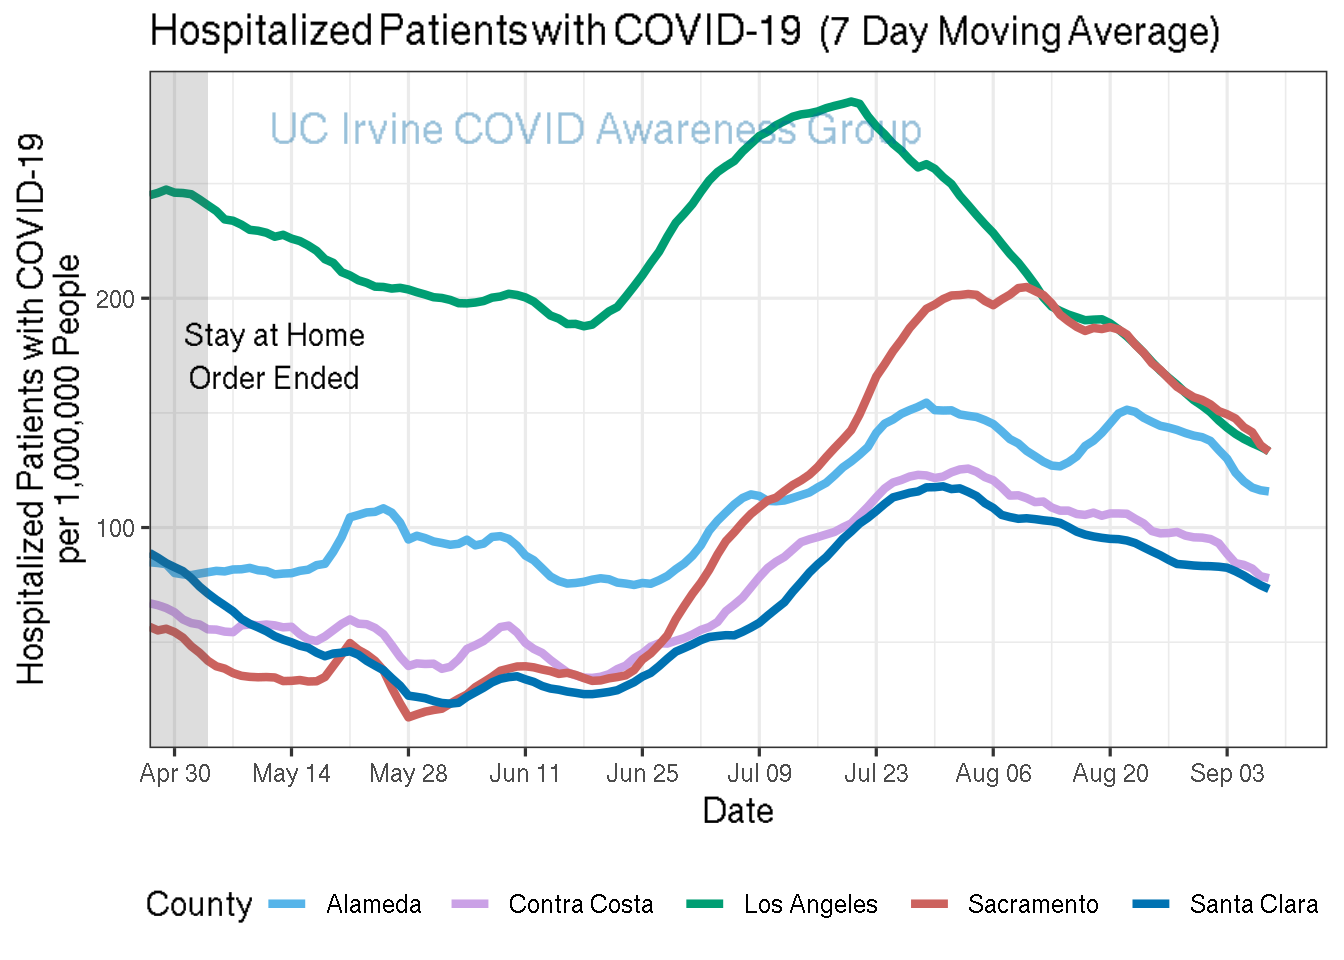 Hospitalized Patients with COVID-19 (7 Day Moving Average)
UC Irvine COVID Awareness Group
Hospitalized Patients with COVID-19
per 1,000,000 People
200
100
Stay at Home
Order Ended
Apr 30 May 14 May 28 Jun 11 Jun 25 Jul 09 Jul 23 Aug 06 Aug 20 Sep 03
Date
County Alameda Contra Costa Los Angeles Sacramento Santa Clara